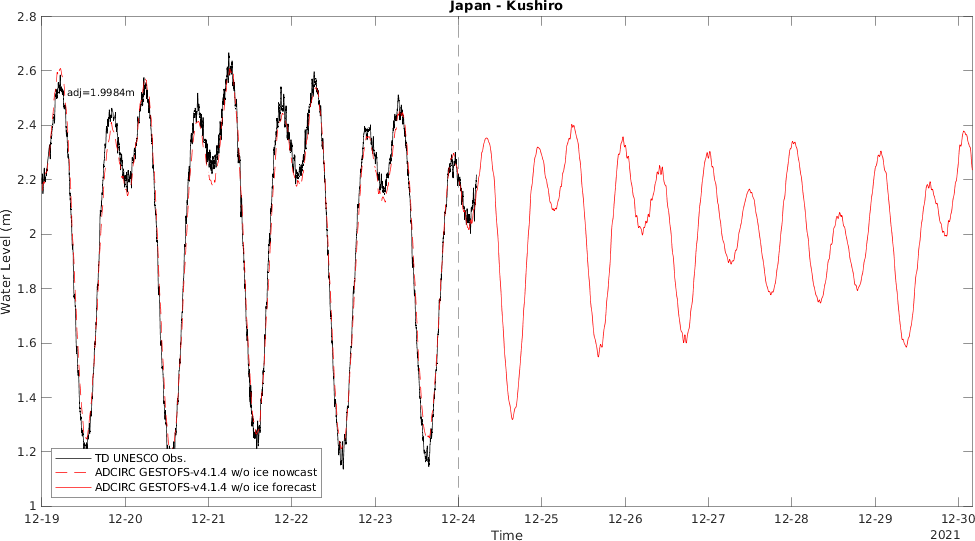 Japan - Kushiro
2.8
2.6
adj=1.9984m
2.4
2.2
2
1.8
1.6
1.4
1.2
1
Water Level (m)
TD UNESCO Obs.
ADCIRC GESTOFS-v4.1.4 w/o ice nowcast
ADCIRC GESTOFS-v4.1.4 w/o ice forecast
12-19 12-20 12-21 12-22 12-23 12-24 12-25 12-26 12-27 12-28 12-29 12-30
Time
2021